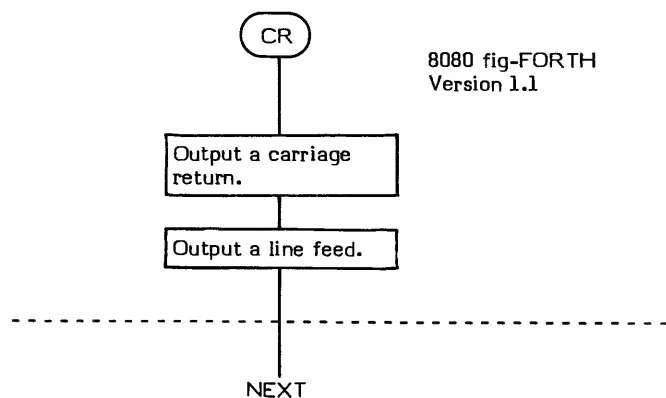 CR
8080 fig-FORTH
Version 1.1
Output a carriage
return.
Output a line feed.
NEXT